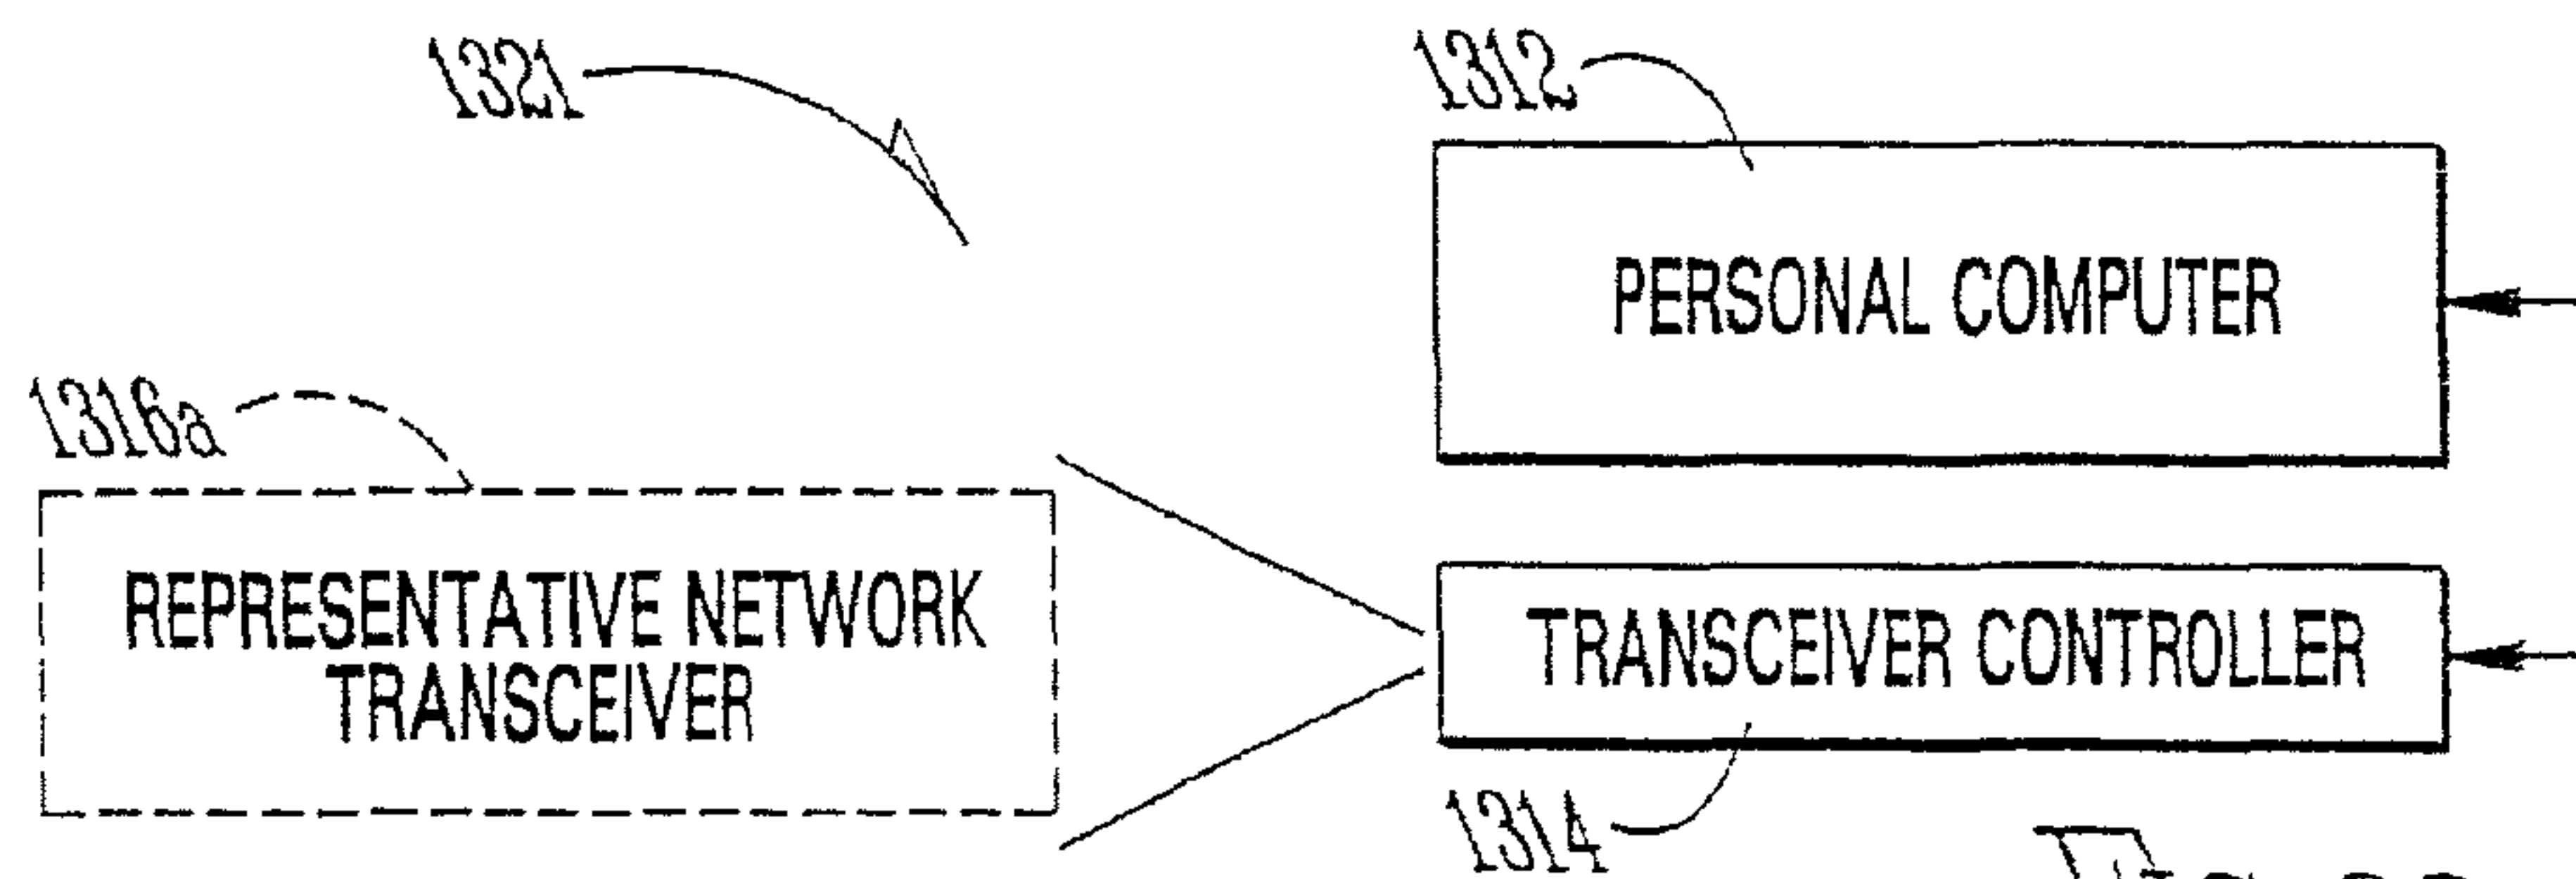 1321
1312
PERSONAL COMPUTER
1316a
REPRESENTATIVE NETWORK
TRANSCEIVER
TRANSCEIVER CONTROLLER
1314